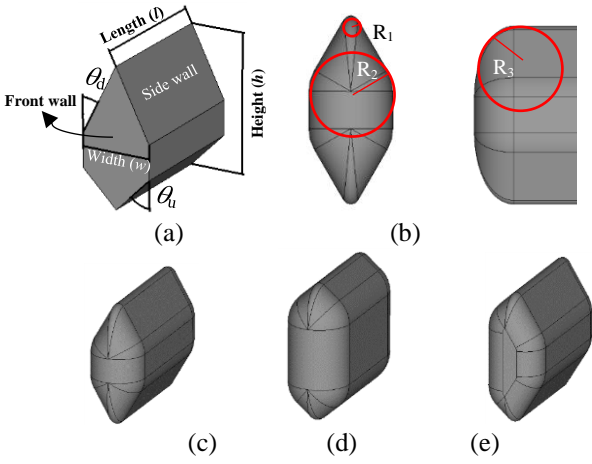 Length (l)
θd
Side wall
Front wall
Width (w)
Height (h)
θu
(a)
R1
R2
R3
(b)
(c)
(d)
(e)